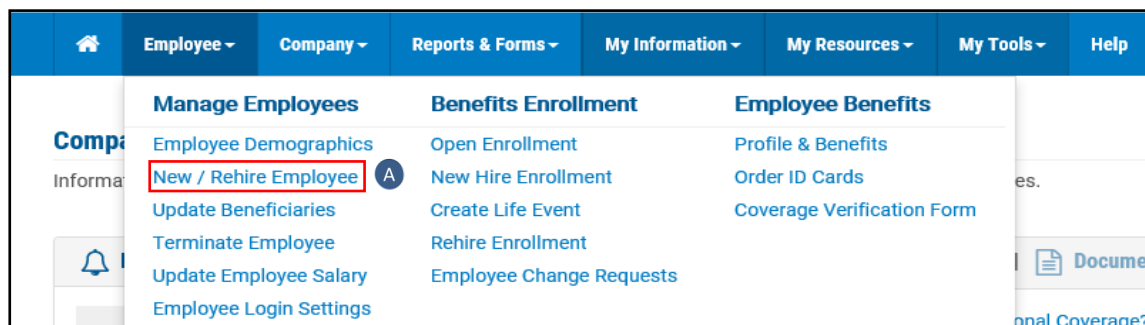 Employee Company Reports & Forms My Information My Resources My Tools Help
Manage Employees Benefits Enrollment Employee Benefits
Employee Demographics Open Enrollment Profile & Benefits
New / Rehire Employee A New Hire Enrollment Order ID Cards
Update Beneficiaries Create Life Event Coverage Verification Form
Terminate Employee Rehire Enrollment
Update Employee Salary Employee Change Requests
Employee Login Settings
Compa
Informa es.
Docume
onal Coverage?